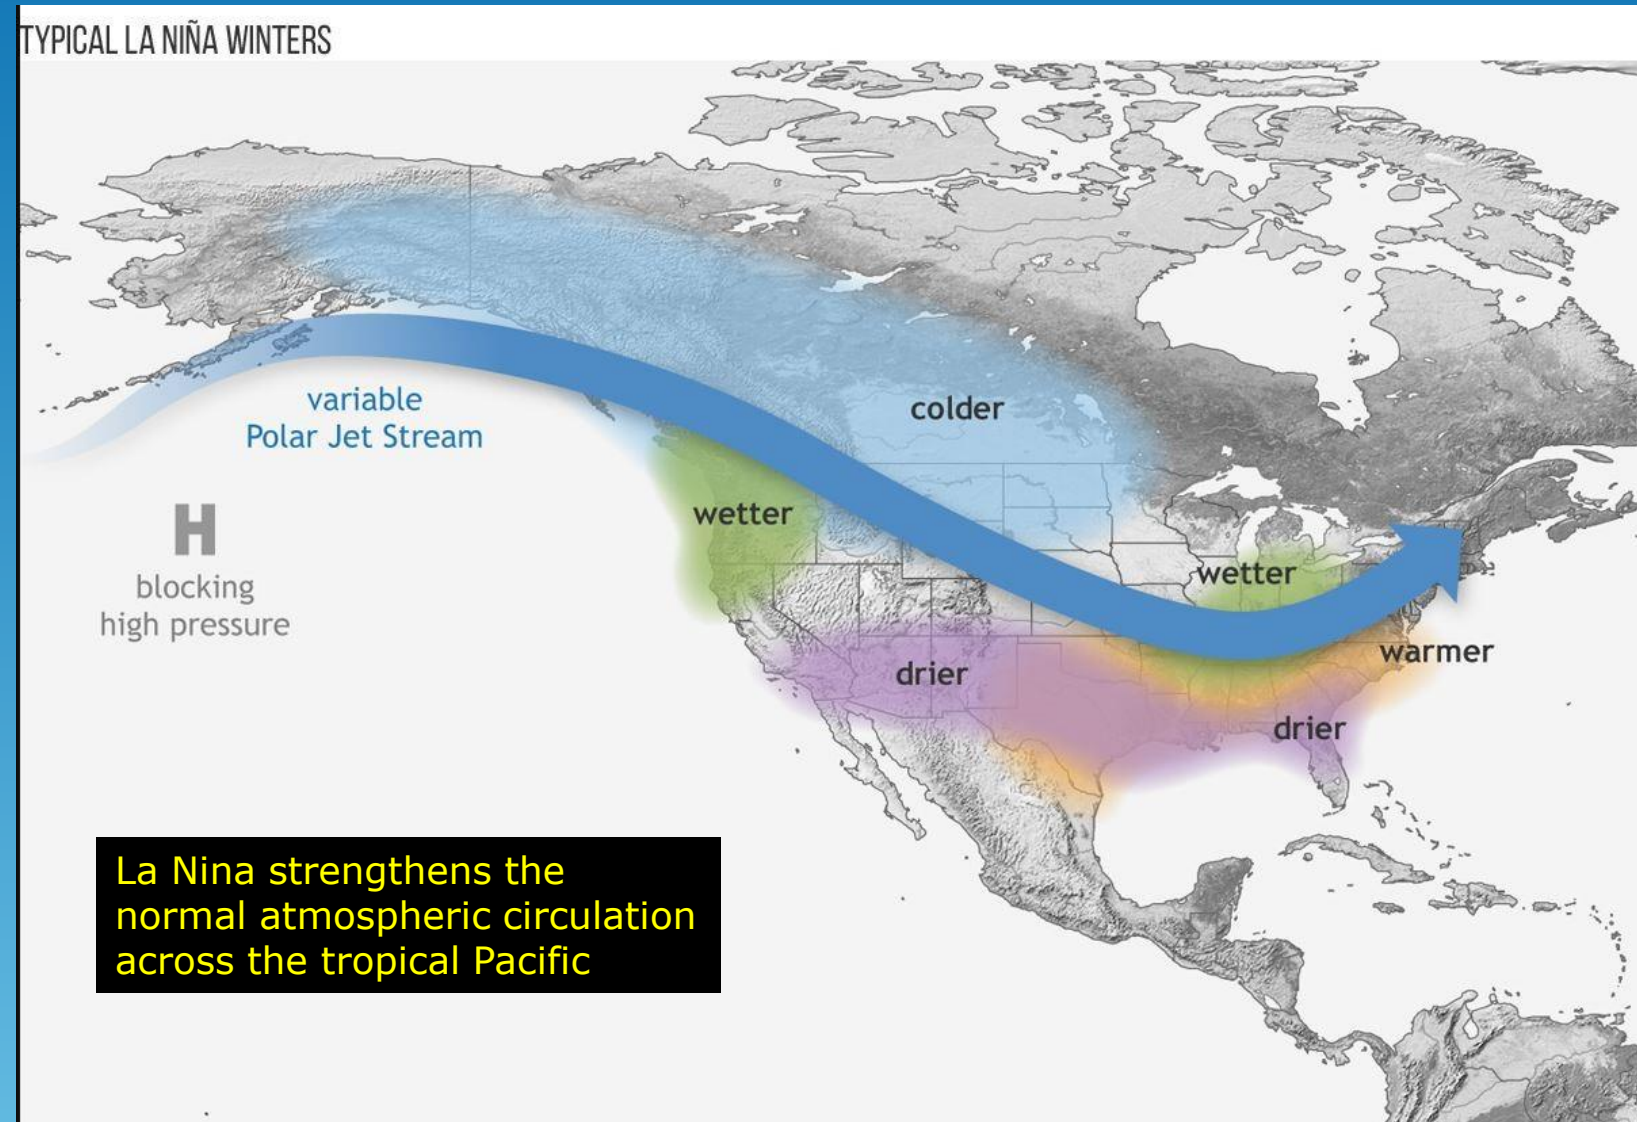 TYPICAL LA NIÑA WINTERS
variable
Polar Jet Stream
colder
H
blocking
high pressure
wetter
wetter
warmer
drier
drier
La Nina strengthens the
normal atmospheric circulation
across the tropical Pacific